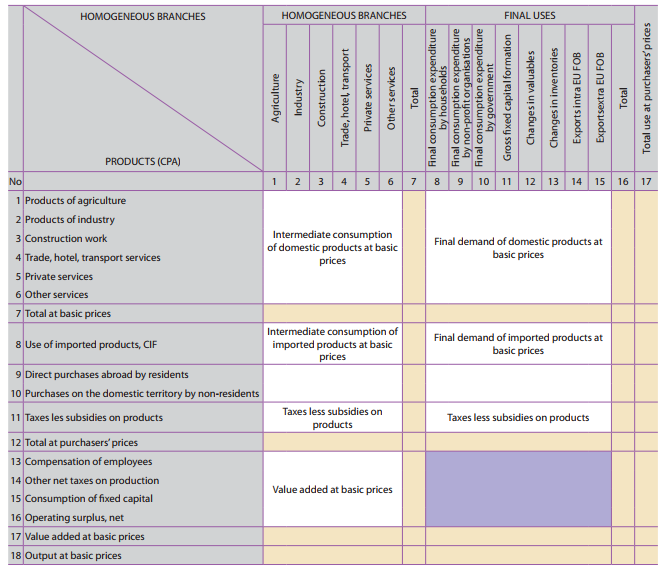 HOMOGENEOUS BRANCHES
HOMOGENEOUS BRANCHES
FINAL USES
PRODUCTS (CPA)
Agriculture
Industry
Construction
Trade, hotel, transport
Private services
Other services
Total
Final consumption expenditure
by households
Final consumption expenditure
by non-profit organisations
Final consumption expenditure
by government
Gross fixed capital formation
Changes in valuables
Changes in inventories
Exports intra EU FOB
Exportsextra EU FOB
Total
Total use at purchasers' prices
No 1 2 3 4 5 6 7 8 9 10 11 12 13 14 15 16 17
1 Products of agriculture
2 Products of industry
3 Construction work
4 Trade, hotel, transport services
5 Private services
6 Other services
Intermediate consumption
of domestic products at basic
prices
Final demand of domestic products at
basic prices
7 Total at basic prices
8 Use of imported products, CIF
Intermediate consumption of
imported products at basic
prices
Final demand of imported products at
basic prices
9 Direct purchases abroad by residents
10 Purchases on the domestic territory by non-residents
11 Taxes les subsidies on products
Taxes less subsidies on
products
Taxes less subsidies on products
12 Total at purchasers' prices
13 Compensation of employees
14 Other net taxes on production
15 Consumption of fixed capital
16 Operating surplus, net
Value added at basic prices
17 Value added at basic prices
18 Output at basic prices